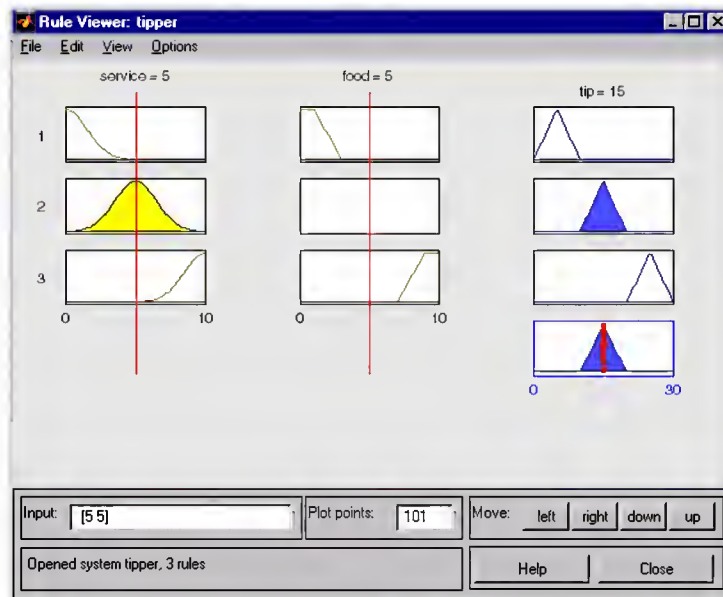 Rule Viewer: tipper
File Edit View Options
service = 5
food = 5
tip = 15
1
2
3
0 10
0 10
0 30
Input: [5 5]
Plot points: 101
Move: left right down up
Opened system tipper, 3 rules
Help Close